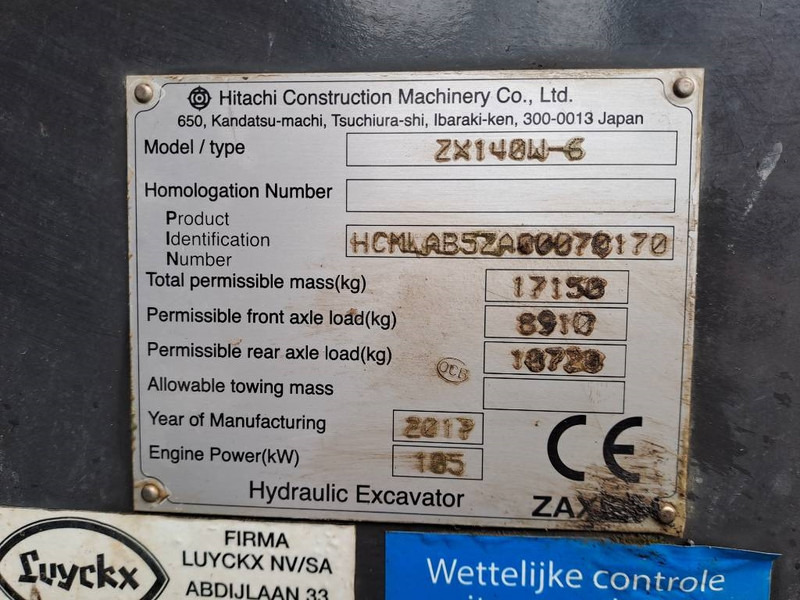 Hitachi Construction Machinery Co., Ltd.
650, Kandatsu-machi, Tsuchiura-shi, Ibaraki-ken, 300-0013 Japan
Model / type ZX140W-6
Homologation Number
Product
Identification HCMLAB5ZA00070170
Number
Total permissible mass(kg) 17150
Permissible front axle load(kg) 8910
Permissible rear axle load(kg) 10720
Allowable towing mass
Year of Manufacturing 2017
Engine Power(kW) 105
CE
Hydraulic Excavator
Luyckx
FIRMA
LUYCKX NV/SA
ABDIJLAAN 33
Wettelijke controle